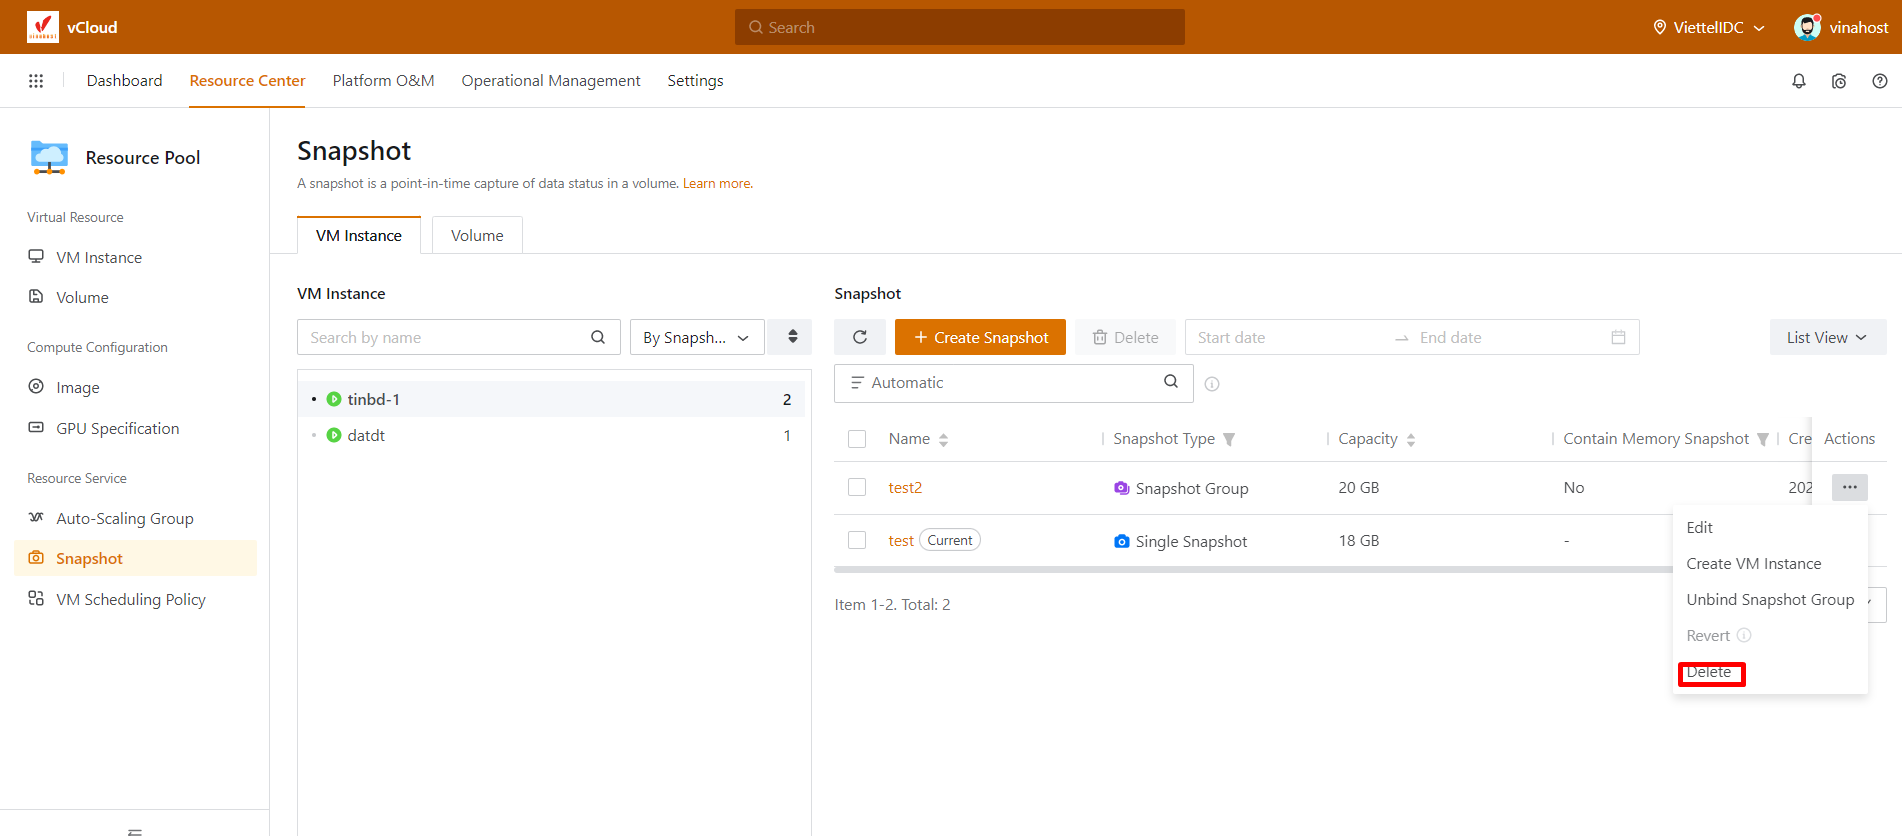 vCloud
Search
ViettelIDC
vinahost
Dashboard
Resource Center
Platform O&M
Operational Management
Settings
Resource Pool
Virtual Resource
VM Instance
Volume
Compute Configuration
Image
GPU Specification
Resource Service
Auto-Scaling Group
Snapshot
VM Scheduling Policy
Snapshot
A snapshot is a point-in-time capture of data status in a volume. Learn more.
VM Instance
Volume
VM Instance
Search by name
By Snapsh...
tinbd-1 2
datdt 1
Snapshot
+ Create Snapshot
Delete
Start date → End date
List View
Automatic
Name
Snapshot Type
Capacity
Contain Memory Snapshot
Cre
Actions
test2 Snapshot Group 20 GB No 202 ···
test Current Single Snapshot 18 GB -
Item 1-2. Total: 2
Edit
Create VM Instance
Unbind Snapshot Group
Revert
Delete